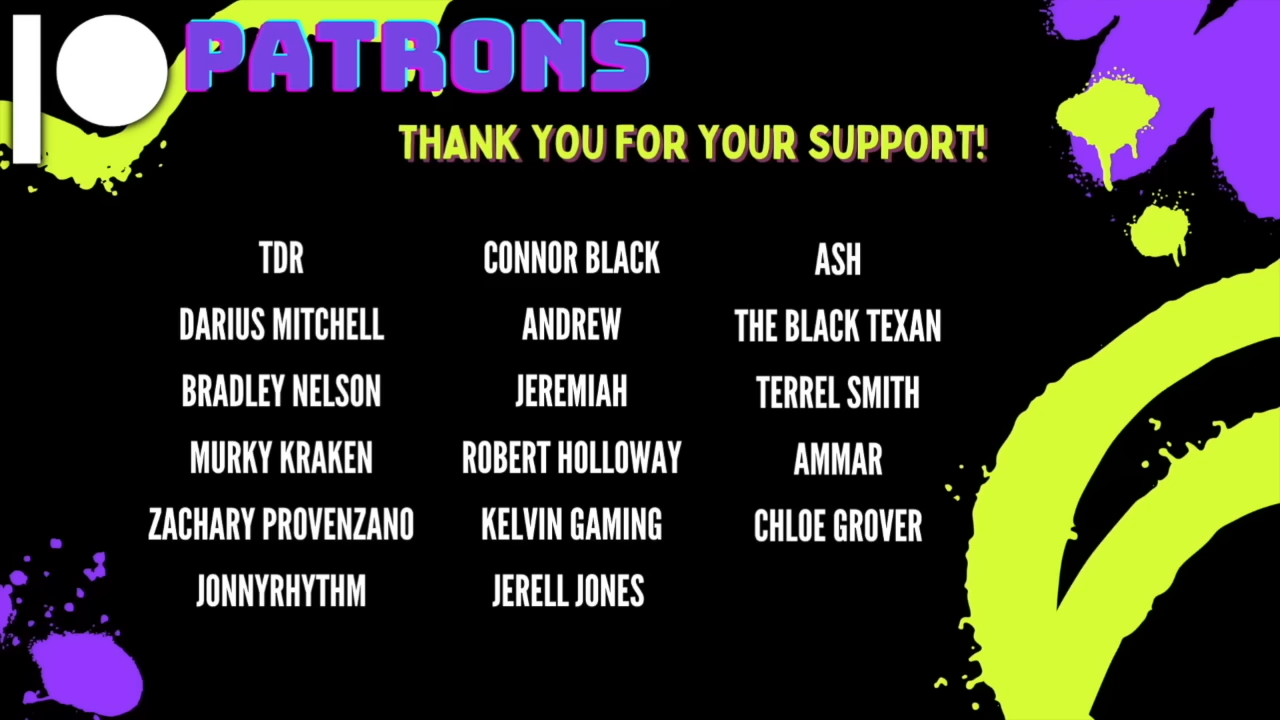 PATRONS
THANK YOU FOR YOUR SUPPORT!
TDR
DARIUS MITCHELL
BRADLEY NELSON
MURKY KRAKEN
ZACHARY PROVENZANO
JONNYRHYTHM
CONNOR BLACK
ANDREW
JEREMIAH
ROBERT HOLLOWAY
KELVIN GAMING
JERELL JONES
ASH
THE BLACK TEXAN
TERREL SMITH
AMMAR
CHLOE GROVER